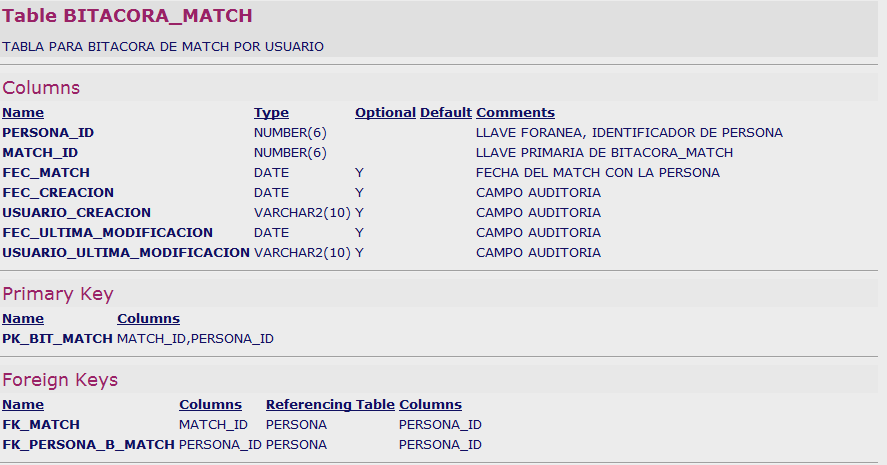 Table BITACORA_MATCH
TABLA PARA BITACORA DE MATCH POR USUARIO
Columns
Name Type Optional Default Comments
PERSONA_ID NUMBER(6) LLAVE FORANEA, IDENTIFICADOR DE PERSONA
MATCH_ID NUMBER(6) LLAVE PRIMARIA DE BITACORA_MATCH
FEC_MATCH DATE Y FECHA DEL MATCH CON LA PERSONA
FEC_CREACION DATE Y CAMPO AUDITORIA
USUARIO_CREACION VARCHAR2(10) Y CAMPO AUDITORIA
FEC_ULTIMA_MODIFICACION DATE Y CAMPO AUDITORIA
USUARIO_ULTIMA_MODIFICACION VARCHAR2(10) Y CAMPO AUDITORIA
Primary Key
Name Columns
PK_BIT_MATCH MATCH_ID,PERSONA_ID
Foreign Keys
Name Columns Referencing Table Columns
FK_MATCH MATCH_ID PERSONA PERSONA_ID
FK_PERSONA_B_MATCH PERSONA_ID PERSONA PERSONA_ID